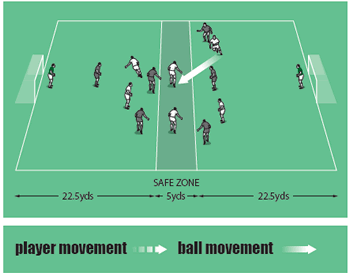 SAFE ZONE
22.5yds 5yds 22.5yds
player movement ball movement